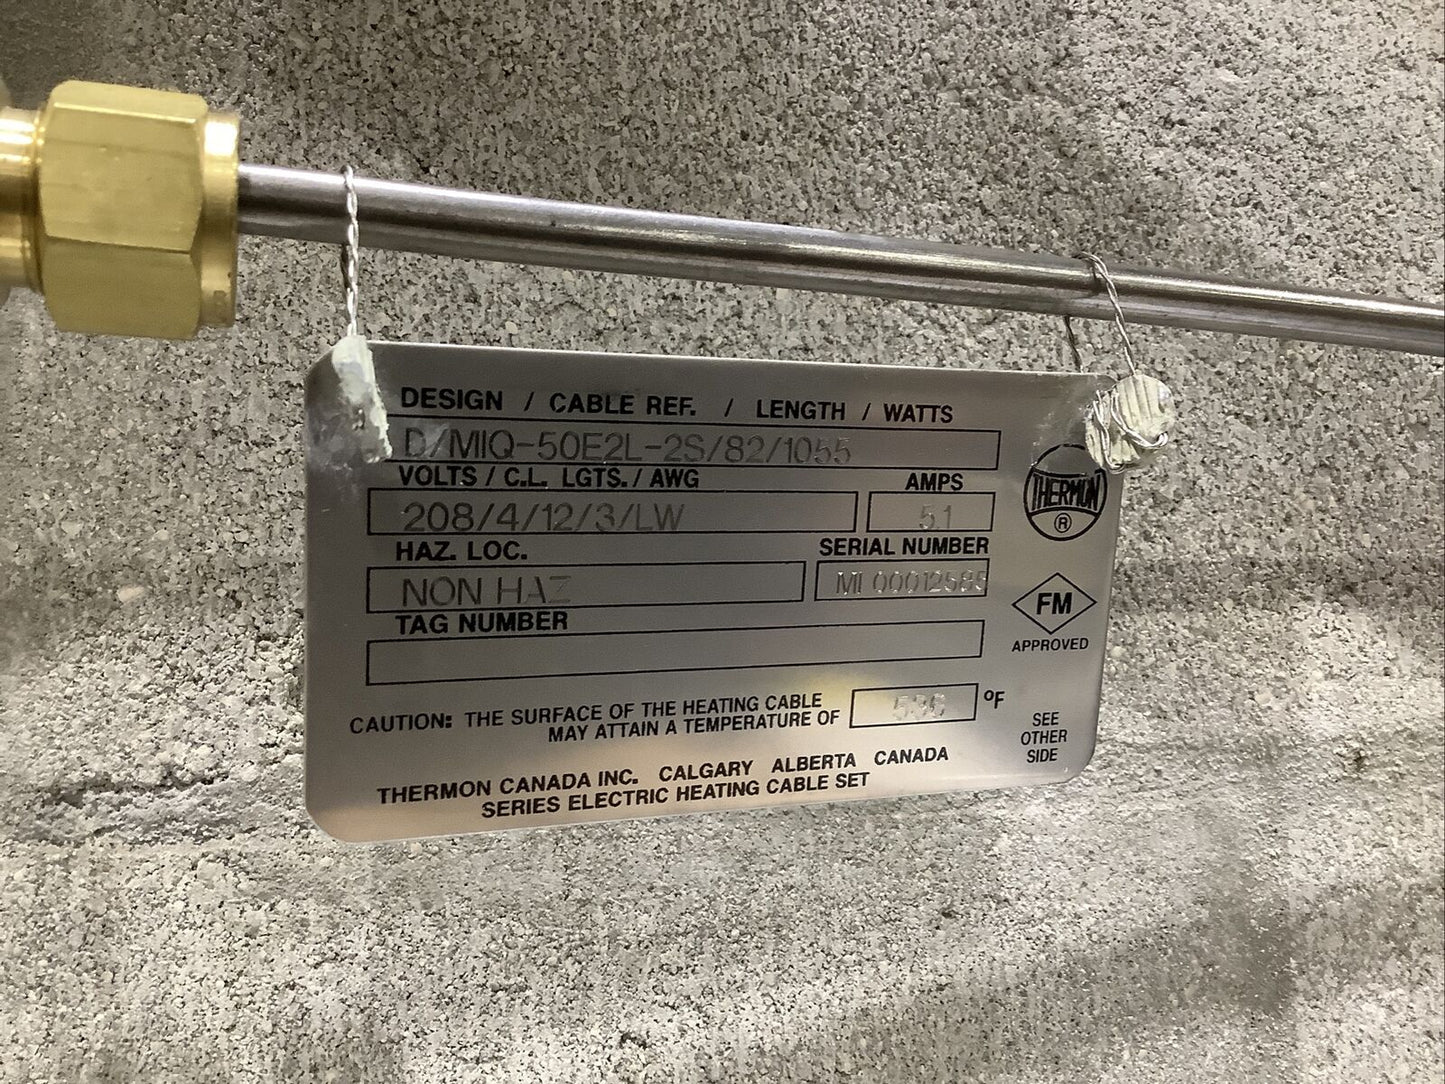 DESIGN / CABLE REF. / LENGTH / WATTS
D/MIQ-50E2L-2S/82/1055
VOLTS / C.L. LGTS. / AWG
AMPS
208/4/12/3/LW
5.1
THERMON
®
HAZ. LOC.
SERIAL NUMBER
NON HAZ
MI 00012585
FM
APPROVED
TAG NUMBER
CAUTION: THE SURFACE OF THE HEATING CABLE
MAY ATTAIN A TEMPERATURE OF
ºF
SEE
OTHER
SIDE
THERMON CANADA INC. CALGARY ALBERTA CANADA
SERIES ELECTRIC HEATING CABLE SET